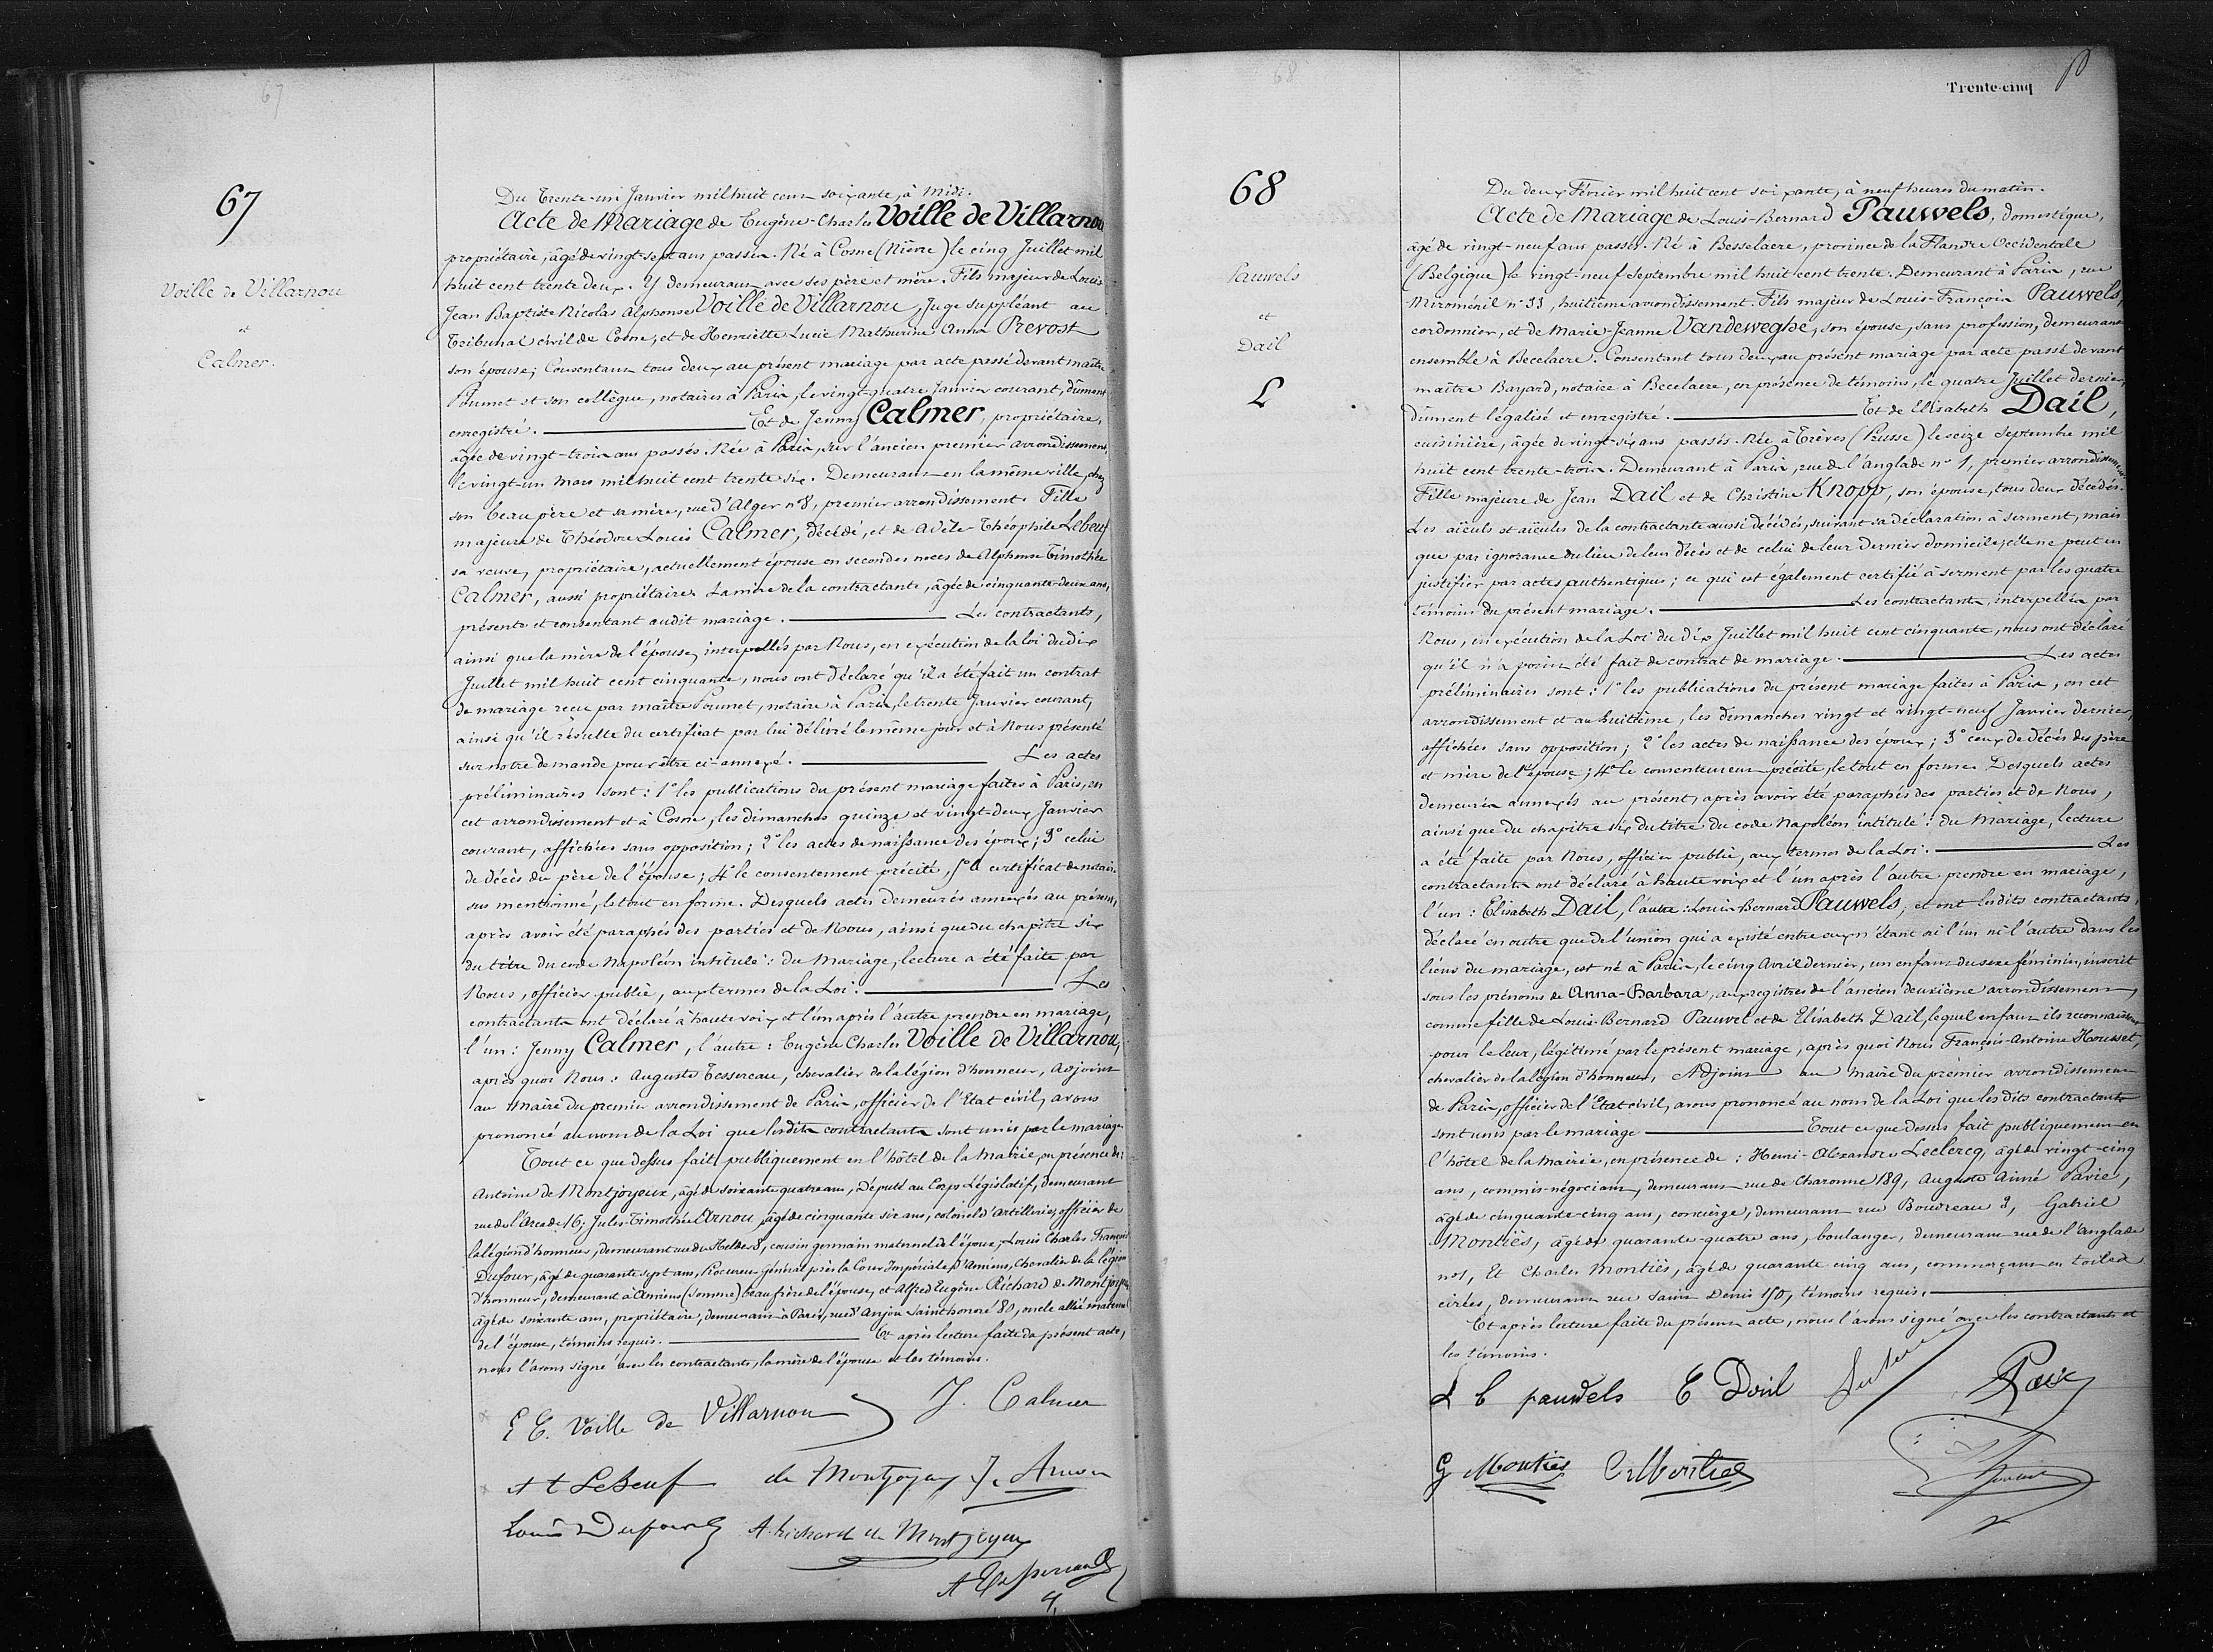 67
67
Voille de Villarnou
et
Calmer.
Du Trente-un Janvier mil huit cent soixante, à Midi.
Acte de Mariage de Eugène-Charles Voille de Villarnou
propriétaire, âgé de vingt-sept ans passés. Né à Cosne (Nièvre) le cinq Juillet mil
huit cent trente deux. Y demeurant avec ses père et mère. Fils majeur de Louis
Jean Baptiste Nicolas Alphonse Voille de Villarnou, Juge suppléant au
Tribunal civil de Cosne, et de Henriette Lucie Mathurine Anna Prevost
son épouse; Consentant tous deux au présent mariage par acte passé devant maître
Poumet et son collègue, notaires à Paris, le vingt-quatre Janvier courant, dûment
enregistré. Et de Jenny Calmer, propriétaire,
âgée de vingt-trois ans passés. Née à Paris, sur l'ancien premier arrondissement,
le vingt-un Mars mil huit cent trente six. Demeurant en la même ville, chez
son beau père et sa mère, rue d'Alger n° 8, premier arrondissement. Fille
majeure de Théodore Louis Calmer, décédé, et de Adèle-Théophile Lebeuf
sa veuve, propriétaire, actuellement épouse en secondes noces de Alphonse Timothée
Calmer, aussi propriétaire. La mère de la contractante, âgée de cinquante-deux ans,
présente et consentant audit mariage. Les contractants,
ainsi que la mère de l'épouse, interpellés par Nous, en exécution de la loi du dix
Juillet mil huit cent cinquante, nous ont déclaré qu'il a été fait un contrat
de mariage reçu par maître Poumet, notaire à Paris, le trente Janvier courant,
ainsi qu'il résulte du certificat par lui délivré le même jour et à Nous présenté
sur notre demande pour être ci-annexé. Les actes
préliminaires sont: 1° les publications du présent mariage faites à Paris, en
cet arrondissement et à Cosne, les dimanches quinze et vingt-deux Janvier
courant, affichées sans opposition; 2° les actes de naissance des époux; 3° celui
de décès du père de l'épouse; 4° le consentement précité, 5° le certificat de notaire
sus mentionné, le tout en forme. Desquels actes demeurés annexés au présent,
après avoir été paraphés des parties et de Nous, ainsi que du chapitre six
du titre du code Napoléon intitulé: du Mariage, lecture a été faite par
Nous, officier public, aux termes de la Loi. Les
contractants ont déclaré à haute voix et l'un après l'autre prendre en mariage,
l'un: Jenny Calmer, l'autre: Eugène Charles Voille de Villarnou,
après quoi Nous: Auguste Tessereau, chevalier de la légion d'honneur, Adjoint
au Maire du premier arrondissement de Paris, officier de l'Etat civil, avons
prononcé au nom de la Loi que lesdits contractants sont unis par le mariage.
Tout ce que dessus fait publiquement en l'hôtel de la Mairie, en présence de:
Antoine de Montjoyeux, âgé de soixante quatre ans, Député au Corps Législatif, demeurant
rue de l'Arcade 16; Jules-Timothée Arnou, âgé de cinquante six ans, colonel d'artillerie, officier de
la légion d'honneur, demeurant rue du Helder 8, cousin germain maternel de l'époux; Louis Charles François
Dufour, âgé de quarante sept ans, Procureur Général près la Cour Impériale d'Amiens, Chevalier de la légion
d'honneur, demeurant à Amiens (Somme) beau frère de l'épouse, et Alfred Eugène Richard de Montjoyeux
âgé de soixante ans, propriétaire, demeurant à Paris, rue d'Anjou Saint honoré 80, oncle allié maternel
de l'époux, témoins requis. Et après lecture faite du présent acte,
nous l'avons signé avec les contractants, la mère de l'épouse et les témoins.
E C. Voille de Villarnou J. Calmer
A t LeBeuf de Montjoyeux J. Arnou
Louis Dufour A. Richard de Montjoyeux
A Tessereau
68
Trente-cinq
68
Pauwels
et
Dail
L
Du deux Février mil huit cent soixante, à neuf heures du matin.
Acte de Mariage de Louis-Bernard Pauwels, domestique,
âgé de vingt-neuf ans passés. Né à Besselaere, province de la Flandre Occidentale
(Belgique) le vingt-neuf Septembre mil huit cent trente. Demeurant à Paris, rue
Miroménil n° 33, huitième arrondissement. Fils majeur de Louis-François Pauwels,
cordonnier, et de Marie-Jeanne Vandeweghe, son épouse, sans profession, demeurant
ensemble à Becelaere. Consentant tous deux au présent mariage par acte passé devant
maître Bayard, notaire à Becelaere, en présence de témoins, le quatre Juillet dernier,
dûment légalisé et enregistré. Et de Elisabeth Dail,
cuisinière, âgée de vingt-six ans passés. Née à Trèves (Prusse) le seize Septembre mil
huit cent trente-trois. Demeurant à Paris, rue de l'anglade n° 1, premier arrondissement
Fille majeure de Jean Dail et de Christine Knopp, son épouse, tous deux décédés.
Les aïeuls et aïeules de la contractante aussi décédés, suivant sa déclaration à serment, mais
que par ignorance du lieu de leur décès et de celui de leur dernier domicile, elle ne peut en
justifier par actes authentiques; ce qui est également certifié à serment par les quatre
témoins du présent mariage. Les contractants, interpellés par
Nous, en exécution de la Loi du dix Juillet mil huit cent cinquante, nous ont déclaré
qu'il n'a point été fait de contrat de mariage. Les actes
préliminaires sont: 1° les publications du présent mariage faites à Paris, en cet
arrondissement et au huitième, les dimanches vingt et vingt-neuf Janvier dernier,
affichées sans opposition; 2° les actes de naissance des époux; 3° ceux de décès des père
et mère de l'épouse; 4° le consentement précité, le tout en forme. Desquels actes
demeurés annexés au présent, après avoir été paraphés des parties et de Nous,
ainsi que du chapitre six du titre du code Napoléon intitulé: du Mariage, lecture
a été faite par Nous, officier public, aux termes de la Loi. Les
contractants ont déclaré à haute voix et l'un après l'autre prendre en mariage,
l'un: Elisabeth Dail, l'autre: Louis-Bernard Pauwels, et ont lesdits contractants,
déclaré en outre que de l'union qui a existé entre eux n'étant ni l'un ni l'autre dans les
liens du mariage, est né à Paris, le cinq Avril dernier, un enfant du sexe féminin, inscrit
sous les prénoms de Anna-Barbara, aux registres de l'ancien deuxième arrondissement,
comme fille de Louis-Bernard Pauwel et de Elisabeth Dail, lequel enfant ils reconnaissent
pour le leur, légitimé par le présent mariage, après quoi Nous François-Antoine Housset,
chevalier de la légion d'honneur, Adjoint au Maire du premier arrondissement
de Paris, officier de l'Etat civil, avons prononcé au nom de la Loi que les dits contractants
sont unis par le mariage Tout ce que dessus fait publiquement en
l'hôtel de la Mairie, en présence de: Henri-Alexandre Leclercq, âgé de vingt-cinq
ans, commis-négociant, demeurant rue de Charonne 189, Auguste Aimé Pavie,
âgé de cinquante-cinq ans, concierge, demeurant rue Boudreau 3, Gabriel
Montiès, âgé de quarante-quatre ans, boulanger, demeurant rue de l'anglade
n° 1, Et Charles Montiès, âgé de quarante cinq ans, commerçant en toiles
cirées, demeurant rue Saint Denis 150, témoins requis.
Et après lecture faite du présent acte, nous l'avons signé avec les contractants et
les témoins.
L B pauwels E Dail
G Montiès C Montiès